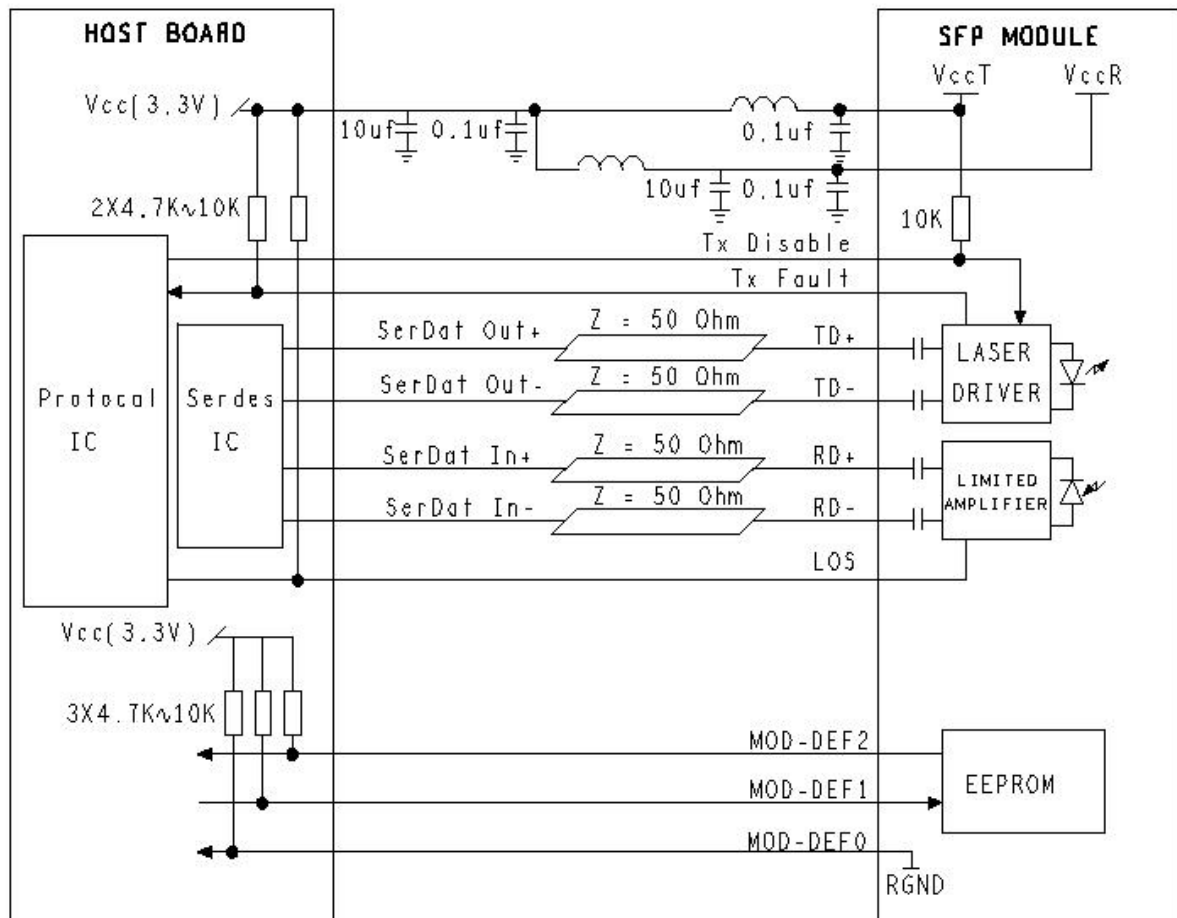 HOST BOARD
SFP MODULE
VccT
VccR
Vcc(3.3V)
10uf
0.1uf
0.1uf
10uf
0.1uf
2X4.7K~10K
10K
Tx Disable
Tx Fault
Protocal
IC
Serdes
IC
SerDat Out+
Z = 50 Ohm
TD+
SerDat Out-
Z = 50 Ohm
TD-
LASER
DRIVER
SerDat In+
Z = 50 Ohm
RD+
SerDat In-
Z = 50 Ohm
RD-
LIMITED
AMPLIFIER
LOS
Vcc(3.3V)
3X4.7K~10K
MOD-DEF2
MOD-DEF1
MOD-DEF0
EEPROM
RGND